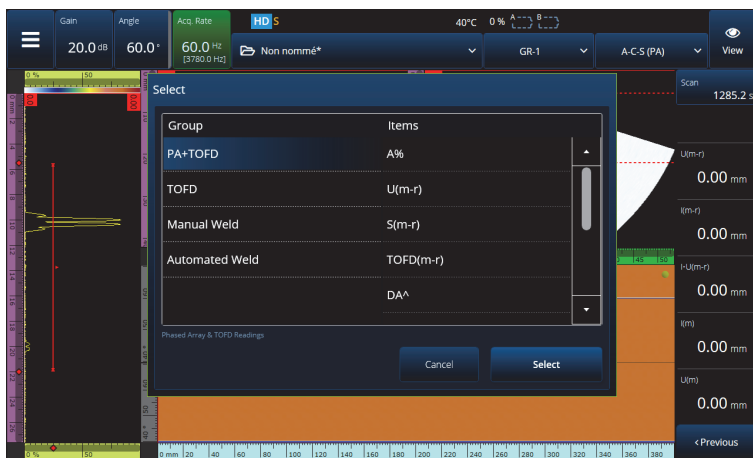 Gain
20.0 dB
Angle
60.0°
Acq. Rate
60.0 Hz
[3780.0 Hz]
HD S
40°C 0 % A B
Non nommé*
GR-1
A-C-S (PA)
View
0 % 50
Select
Group Items
PA+TOFD A%
TOFD U(m-r)
Manual Weld S(m-r)
Automated Weld TOFD(m-r)
DA^
Phased Array & TOFD Readings
Cancel Select
Scan
1285.2 s
U(m-r)
0.00 mm
I(m-r)
0.00 mm
I-U(m-r)
0.00 mm
I(m)
0.00 mm
U(m)
0.00 mm
< Previous
45 50
0 % 50
0 mm 20 40 60 80 100 120 140 160 180 200 220 240 260 280 300 320 340 360 380